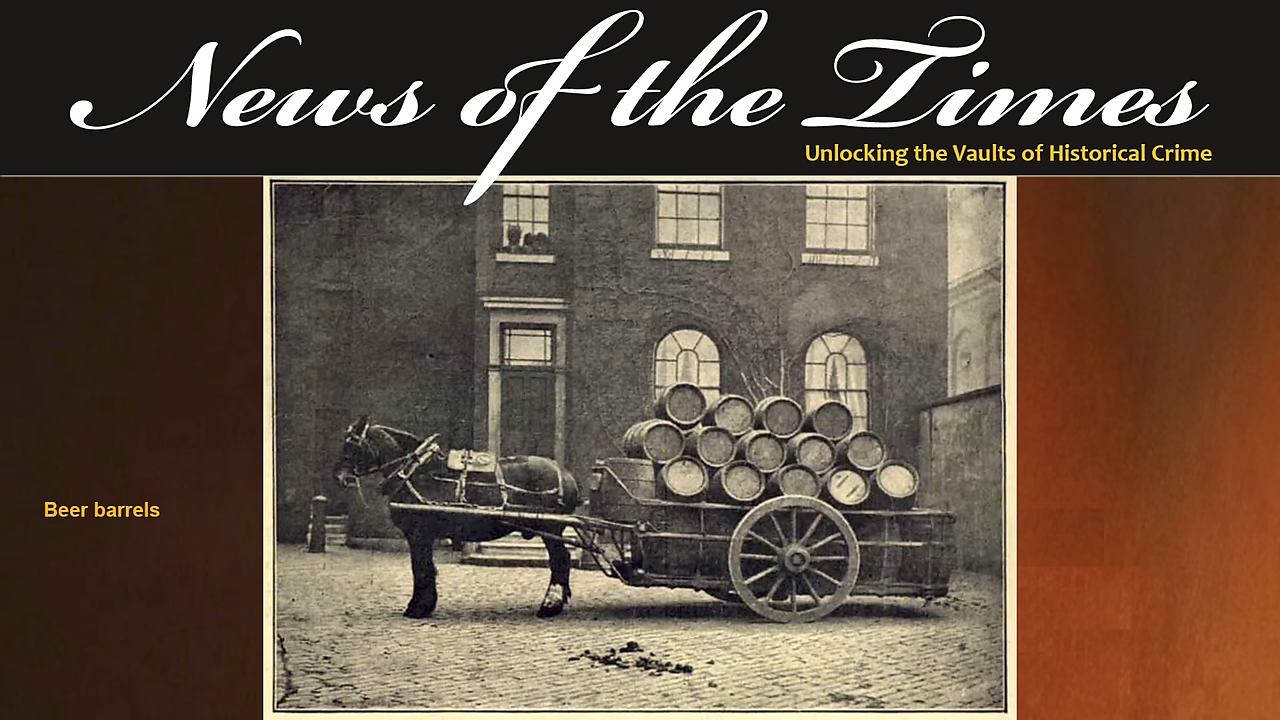 News of the Times
Unlocking the Vaults of Historical Crime
Beer barrels